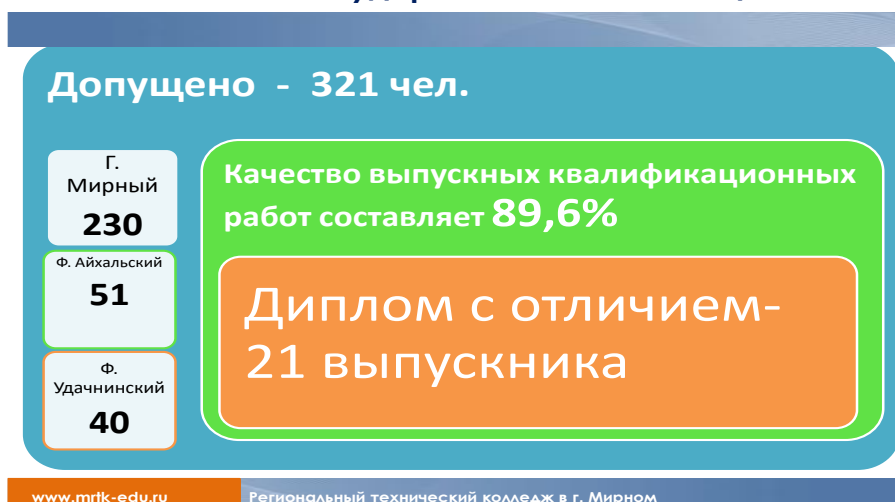 Допущено - 321 чел.
Г.
Мирный
230
Ф. Айхальский
51
Ф.
Удачнинский
40
Качество выпускных квалификационных
работ составляет 89,6%
Диплом с отличием-
21 выпускника
www.mrtk-edu.ru
Региональный технический колледж в г. Мирном